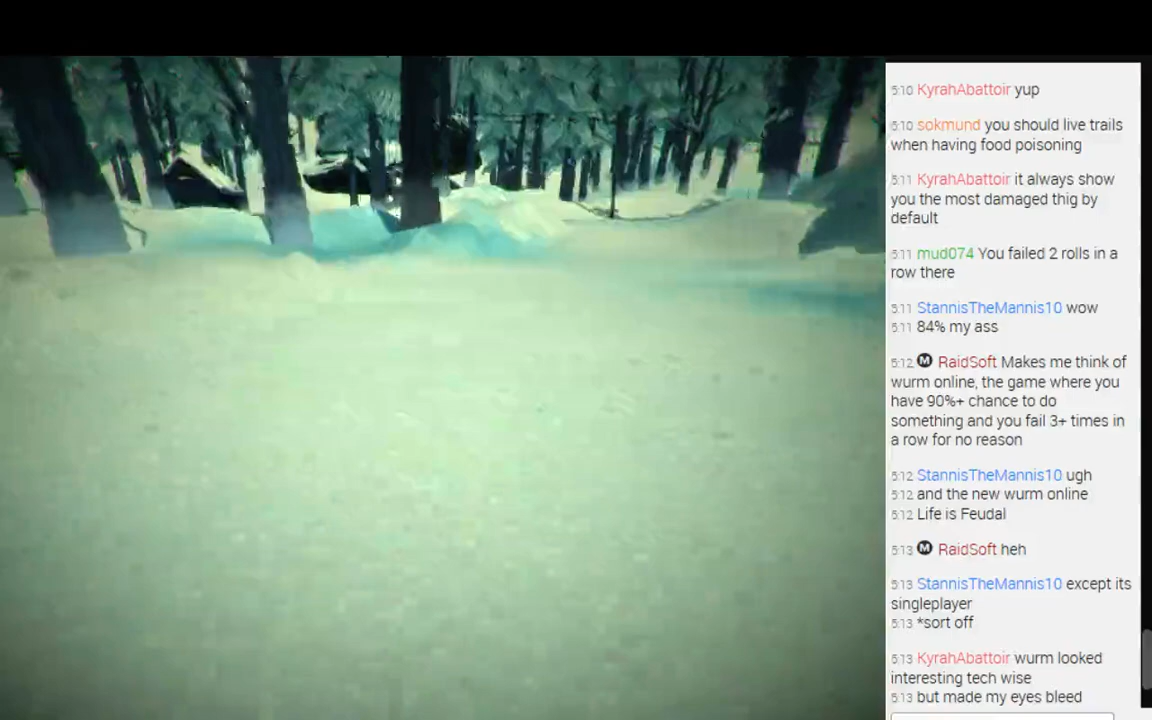 5:10 KyrahAbattoir yup
5:10 sokmund you should live trails
when having food poisoning
5:11 KyrahAbattoir it always show
you the most damaged thig by
default
5:11 mud074 You failed 2 rolls in a
row there
5:11 StannisTheMannis10 wow
5:11 84% my ass
5:12 M RaidSoft Makes me think of
wurm online, the game where you
have 90%+ chance to do
something and you fail 3+ times in
a row for no reason
5:12 StannisTheMannis10 ugh
5:12 and the new wurm online
5:12 Life is Feudal
5:13 M RaidSoft heh
5:13 StannisTheMannis10 except its
singleplayer
5:13 *sort off
5:13 KyrahAbattoir wurm looked
interesting tech wise
5:13 but made my eyes bleed